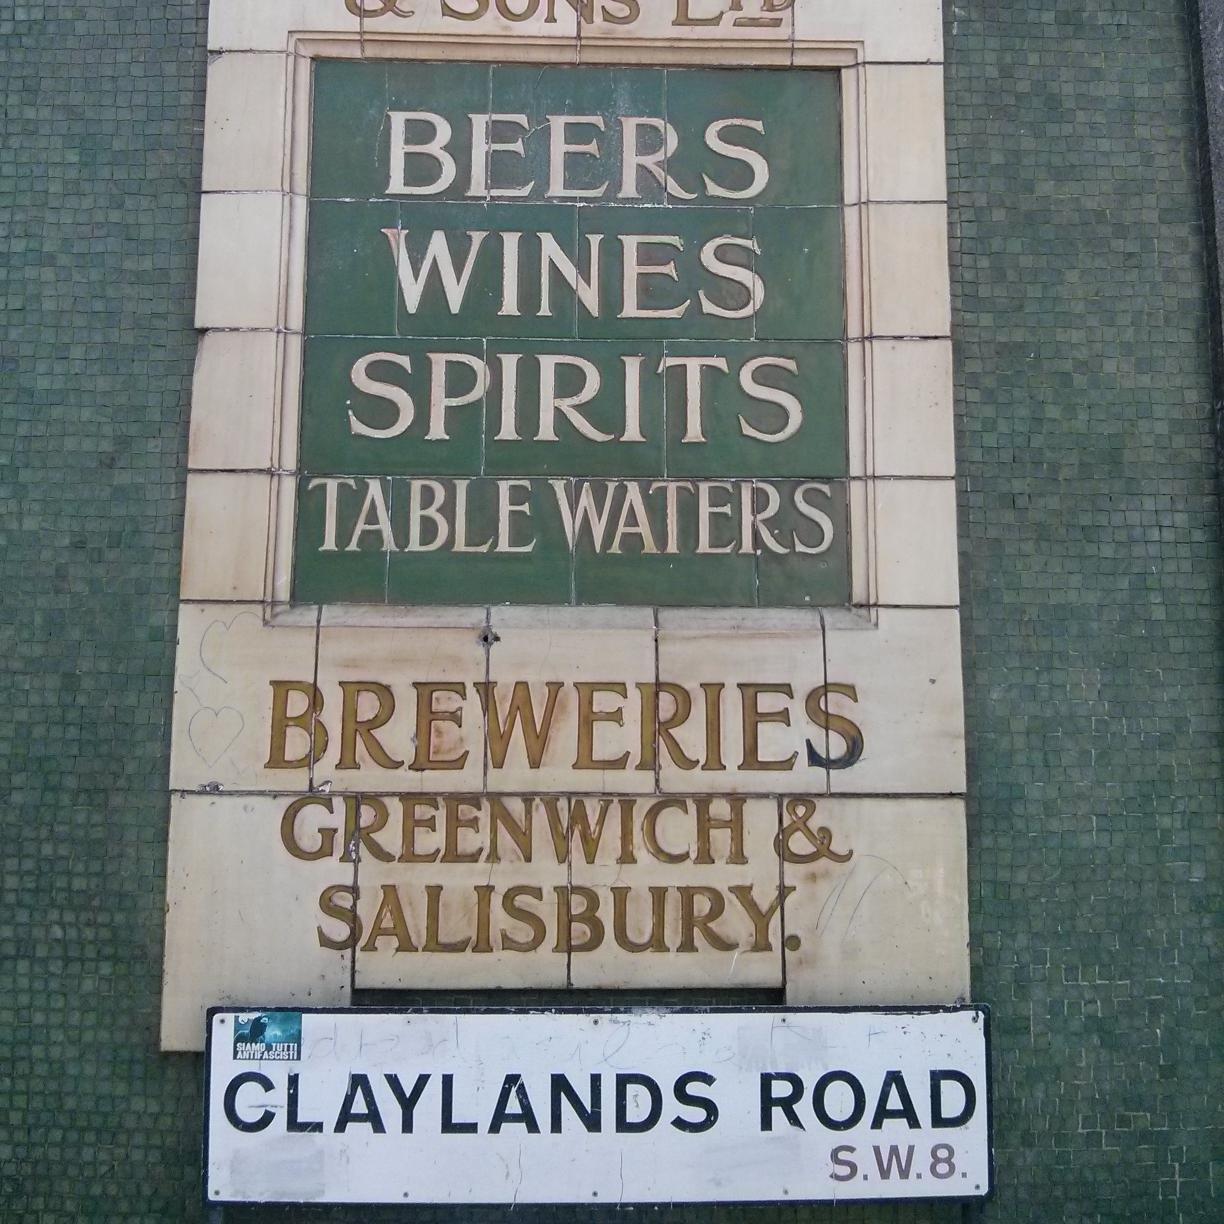 & SONS LTD
BEERS
WINES
SPIRITS
TABLE WATERS
BREWERIES
GREENWICH &
SALISBURY.
SIAMO TUTTI
ANTIFASCISTI
CLAYLANDS ROAD
S.W.8.